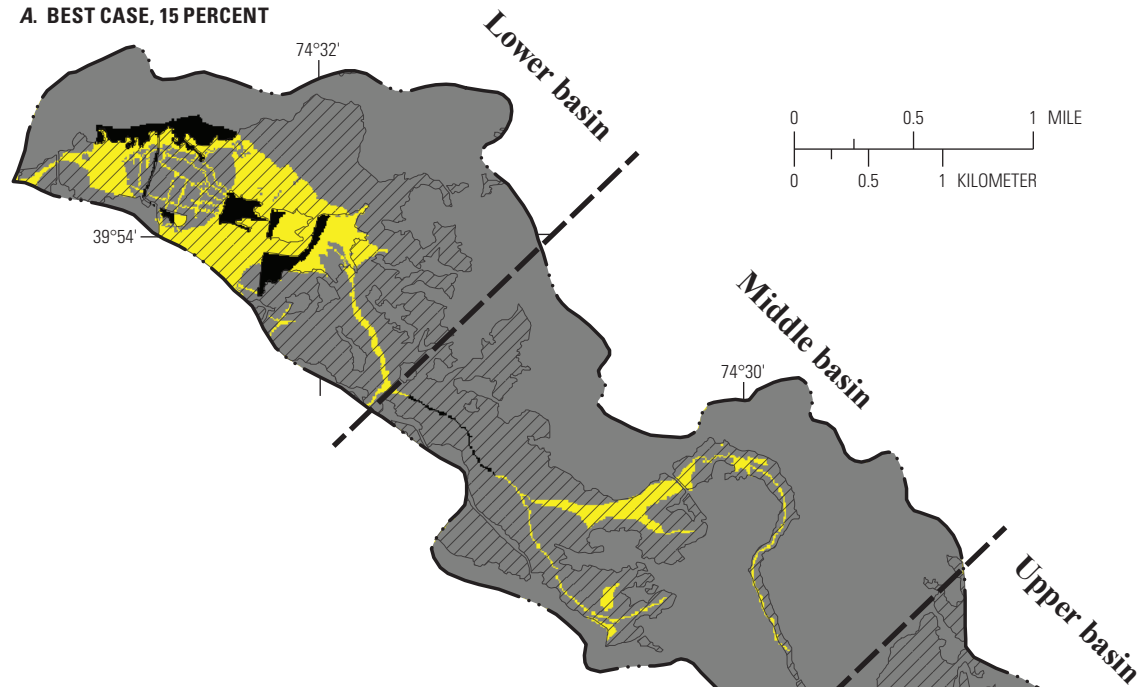 A. BEST CASE, 15 PERCENT
74°32'
Lower basin
0 0.5 1 MILE
0 0.5 1 KILOMETER
39°54'
Middle basin
74°30'
Upper basin